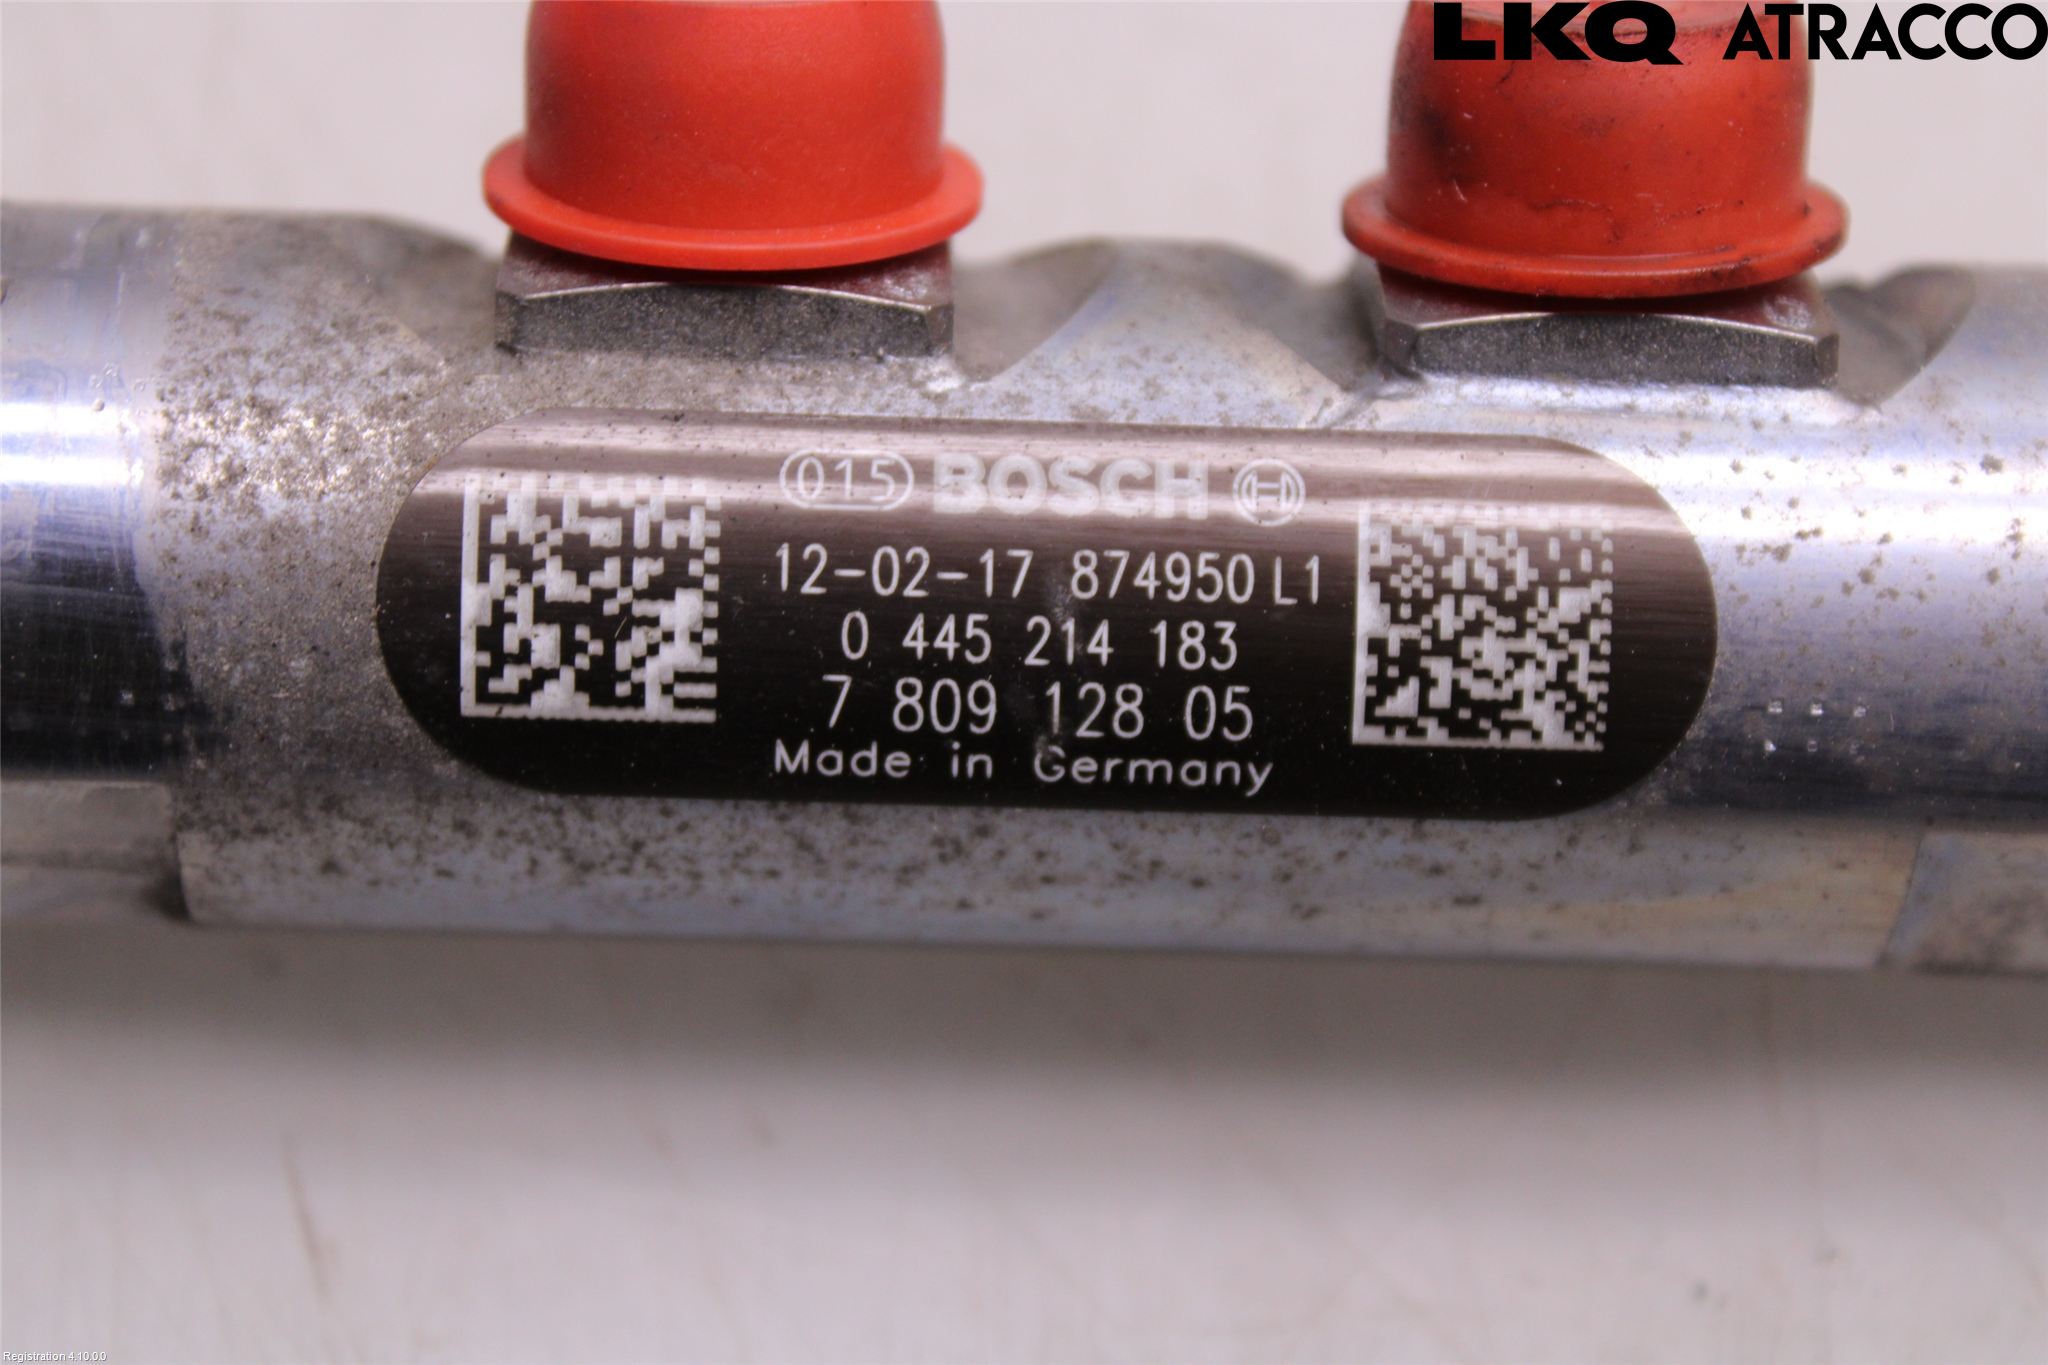 LKQ ATRACCO
015 BOSCH
12-02-17 874950 L1
0 445 214 183
7 809 128 05
Made in Germany
Registration 4.10.0.0